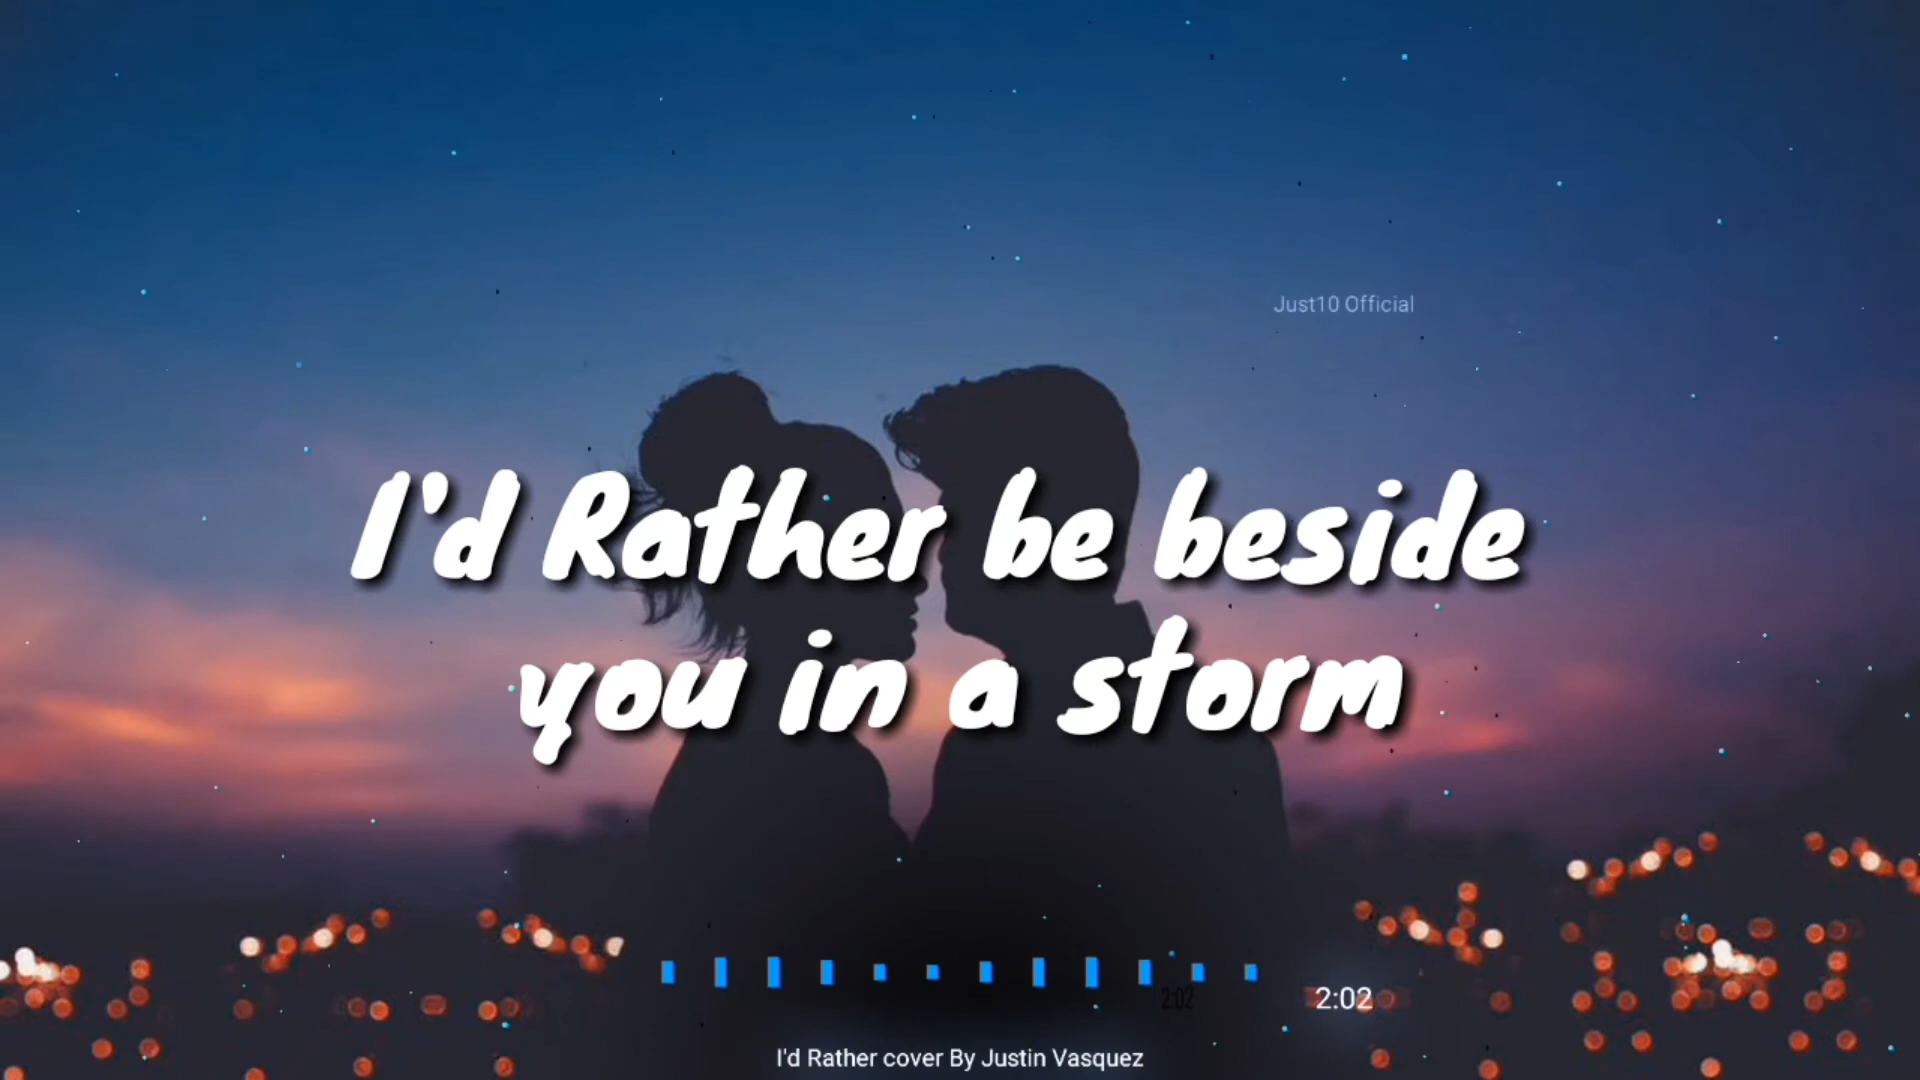 Just10 Official
I'd Rather be beside
you in a storm
2:02
2:02
I'd Rather cover By Justin Vasquez